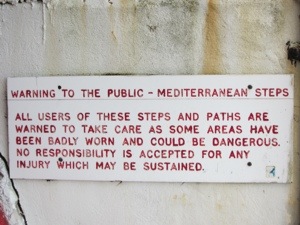 WARNING TO THE PUBLIC - MEDITERRANEAN STEPS
ALL USERS OF THESE STEPS AND PATHS ARE
WARNED TO TAKE CARE AS SOME AREAS HAVE
BEEN BADLY WORN AND COULD BE DANGEROUS.
NO RESPONSIBILITY IS ACCEPTED FOR ANY
INJURY WHICH MAY BE SUSTAINED.